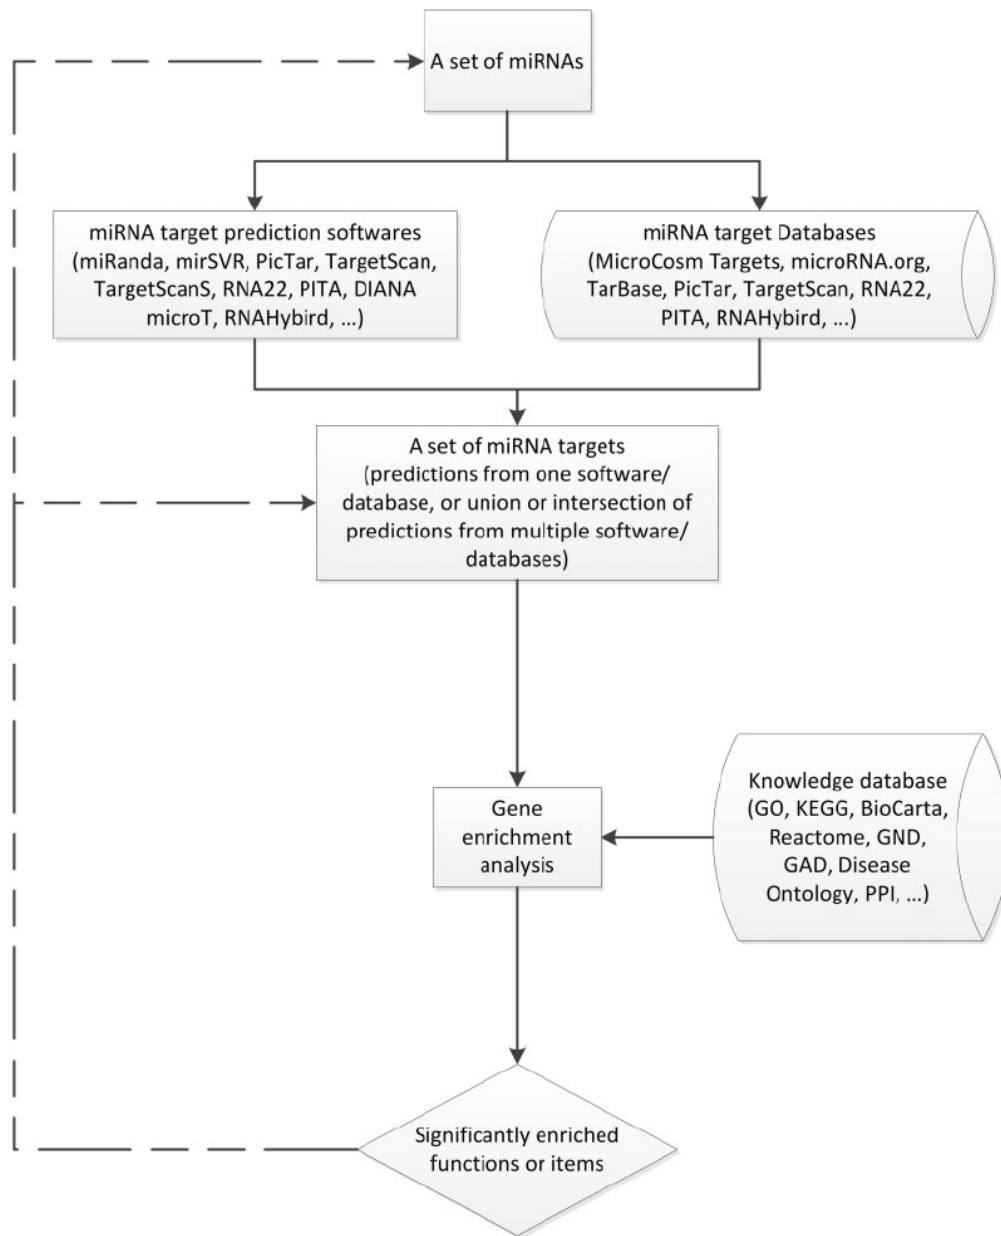 A set of miRNAs
miRNA target prediction softwares
(miRanda, mirSVR, PicTar, TargetScan,
TargetScanS, RNA22, PITA, DIANA
microT, RNAHybird, ...)
miRNA target Databases
(MicroCosm Targets, microRNA.org,
TarBase, PicTar, TargetScan, RNA22,
PITA, RNAHybird, ...)
A set of miRNA targets
(predictions from one software/
database, or union or intersection of
predictions from multiple software/
databases)
Gene
enrichment
analysis
Knowledge database
(GO, KEGG, BioCarta,
Reactome, GND,
GAD, Disease
Ontology, PPI, ...)
Significantly enriched
functions or items